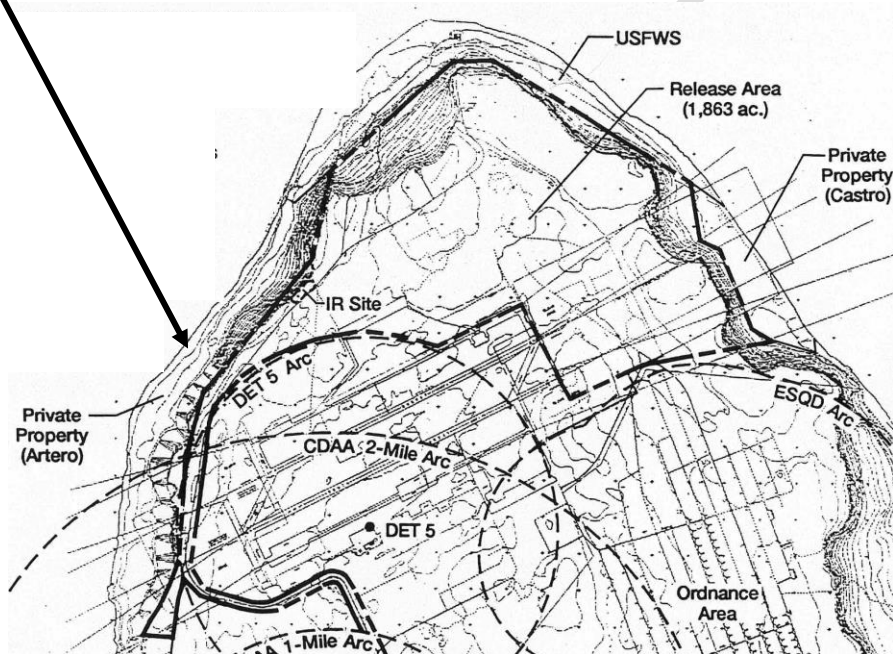 USFWS
Release Area
(1,863 ac.)
Private
Property
(Castro)
IR Site
DET 5 Arc
Private
Property
(Artero)
CDAA 2-Mile Arc
ESQD Arc
DET 5
Ordnance
Area
1-Mile Arc